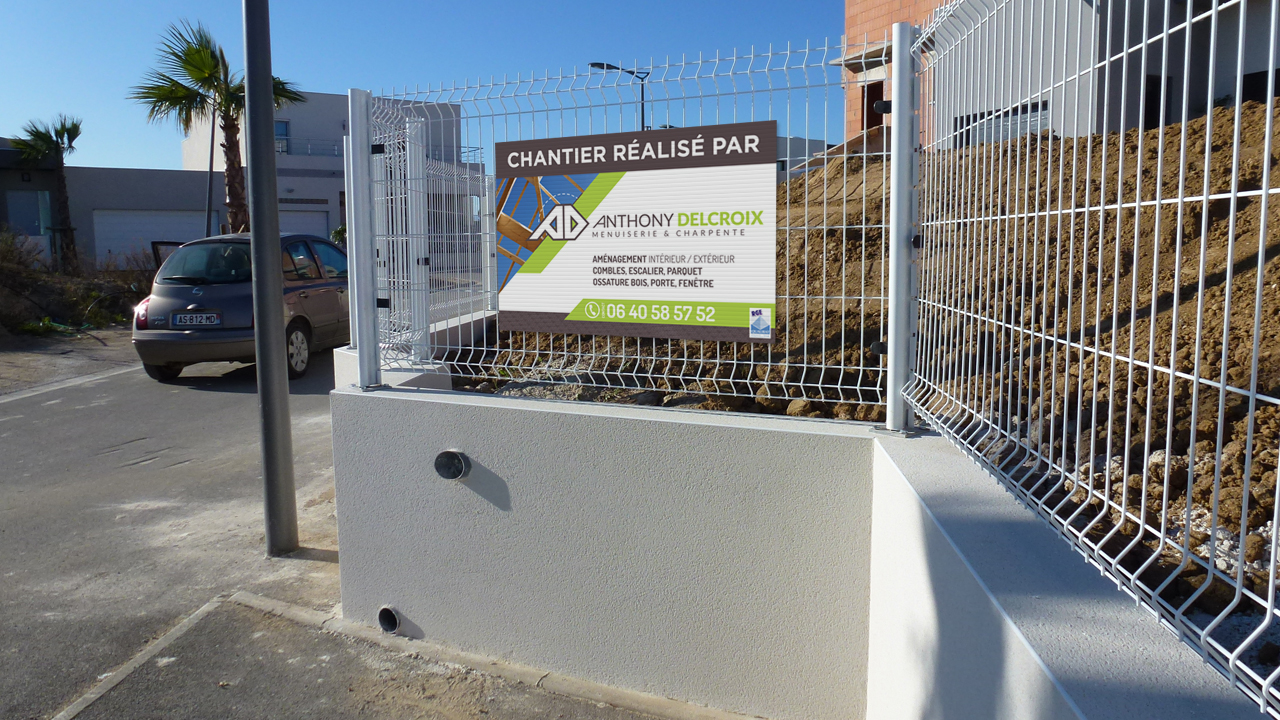 CHANTIER RÉALISÉ PAR
AD
ANTHONY DELCROIX
MENUISERIE & CHARPENTE
AMÉNAGEMENT INTÉRIEUR / EXTÉRIEUR
COMBLES, ESCALIER, PARQUET
OSSATURE BOIS, PORTE, FENÊTRE
06 40 58 57 52
RGE
AS 812 MD